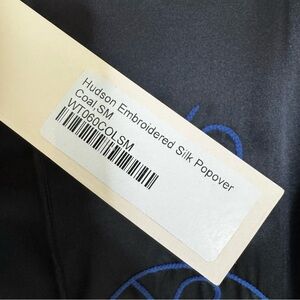 Hudson Embroidered Silk Popover
Coal.SM
WT060COLSM